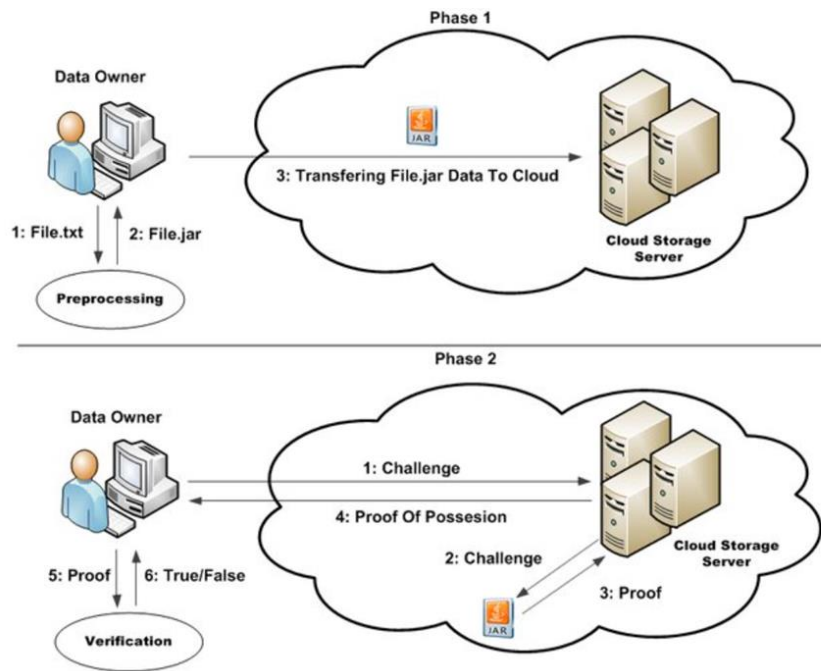 Phase 1
Data Owner
JAR
3: Transfering File.jar Data To Cloud
1: File.txt
2: File.jar
Cloud Storage
Server
Preprocessing
Phase 2
Data Owner
1: Challenge
4: Proof Of Possesion
Cloud Storage
Server
2: Challenge
5: Proof
6: True/False
3: Proof
JAR
Verification